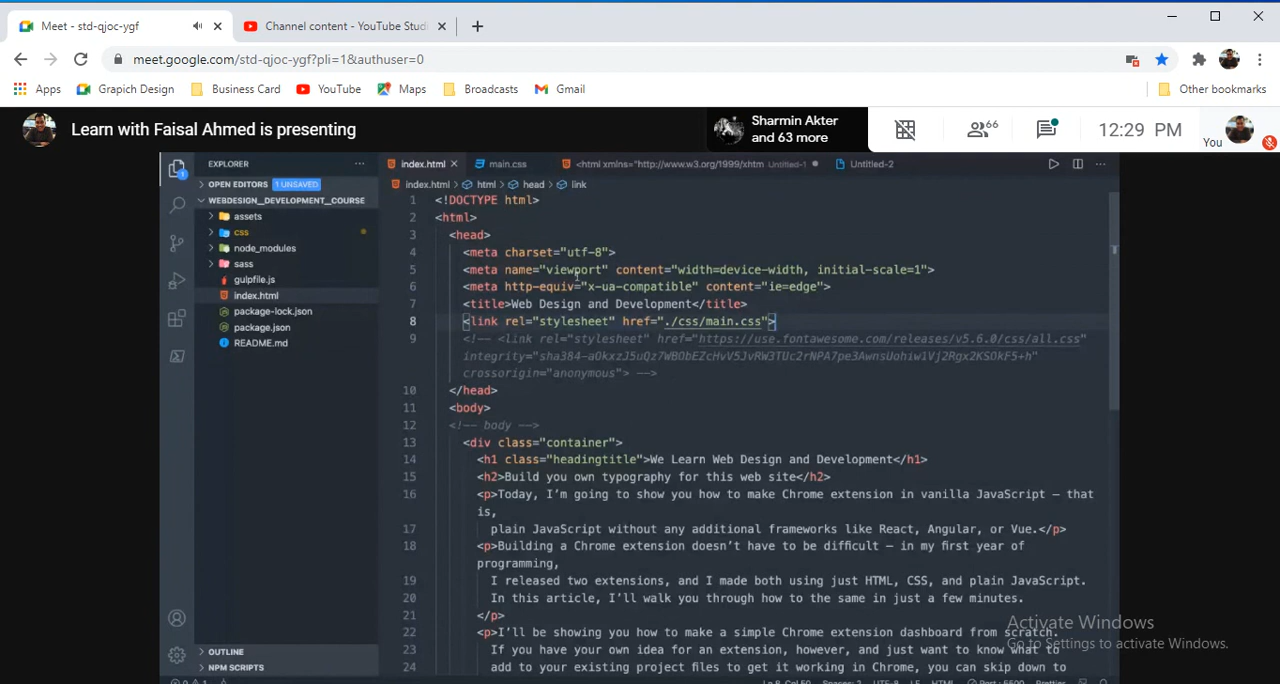 Meet - std-qjoc-ygf
Channel content - YouTube Studi
meet.google.com/std-qjoc-ygf?pli=1&authuser=0
Apps Grapich Design Business Card YouTube Maps Broadcasts Gmail Other bookmarks
Learn with Faisal Ahmed is presenting
Sharmin Akter
and 63 more
66
12:29 PM
You
EXPLORER ...
index.html
main.css
<html xmlns="http://www.w3.org/1999/xhtm Untitled-1
Untitled-2
OPEN EDITORS 1 UNSAVED
WEBDESIGN_DEVELOPMENT_COURSE
assets
css
node_modules
sass
gulpfile.js
index.html
package-lock.json
package.json
README.md
OUTLINE
NPM SCRIPTS
index.html > html > head > link
1 <!DOCTYPE html>
2 <html>
3 <head>
4 <meta charset="utf-8">
5 <meta name="viewport" content="width=device-width, initial-scale=1">
6 <meta http-equiv="x-ua-compatible" content="ie=edge">
7 <title>Web Design and Development</title>
8 <link rel="stylesheet" href="./css/main.css">
9 <!-- <link rel="stylesheet" href="https://use.fontawesome.com/releases/v5.6.0/css/all.css"
crossorigin="anonymous"> -->
10 </head>
11 <body>
12 <!-- body -->
13 <div class="container">
14 <h1 class="headingtitle">We Learn Web Design and Development</h1>
15 <h2>Build you own typography for this web site</h2>
16 <p>Today, I'm going to show you how to make Chrome extension in vanilla JavaScript — that
is,
17 plain JavaScript without any additional frameworks like React, Angular, or Vue.</p>
18 <p>Building a Chrome extension doesn't have to be difficult — in my first year of
programming,
19 I released two extensions, and I made both using just HTML, CSS, and plain JavaScript.
20 In this article, I'll walk you through how to the same in just a few minutes.
21 </p>
22 <p>I'll be showing you how to make a simple Chrome extension dashboard from scratch.
23 If you have your own idea for an extension, however, and just want to know what to
24 add to your existing project files to get it working in Chrome, you can skip down to
Activate Windows
Go to Settings to activate Windows.